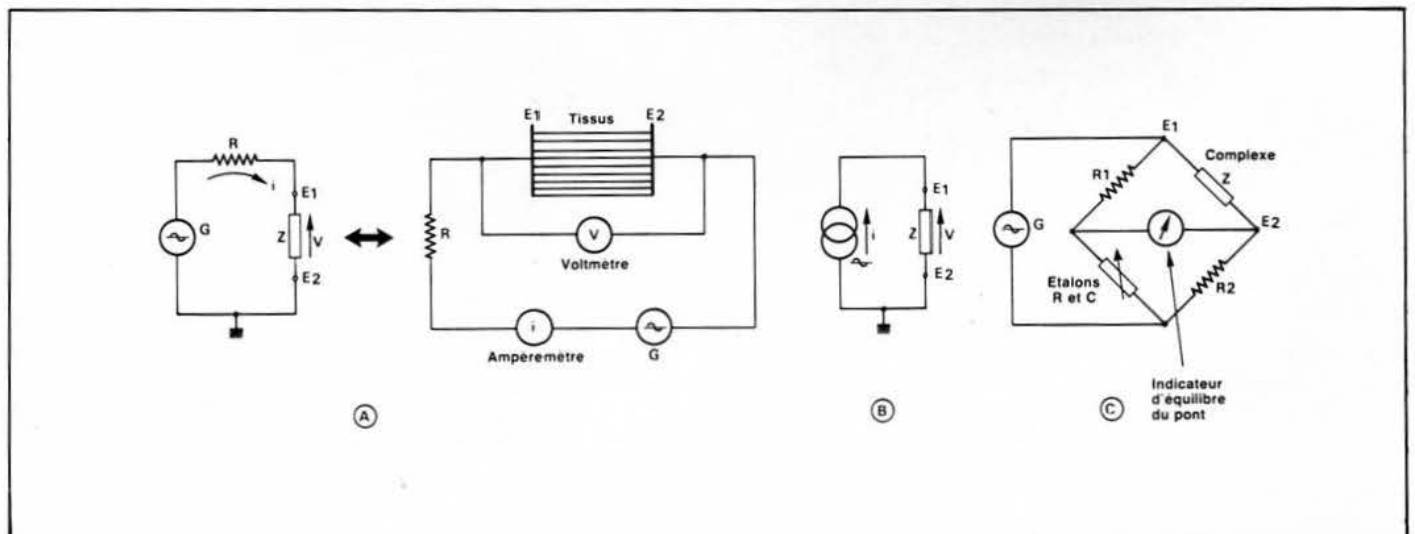 R
i
G
E1
Z
V
E2
E1
Tissus
E2
R
V
Voltmètre
i
Ampèremètre
G
A
i
E1
Z
V
E2
B
E1
Complexe
R1
Z
G
E2
Etalons
R et C
R2
Indicateur
d'équilibre
du pont
C